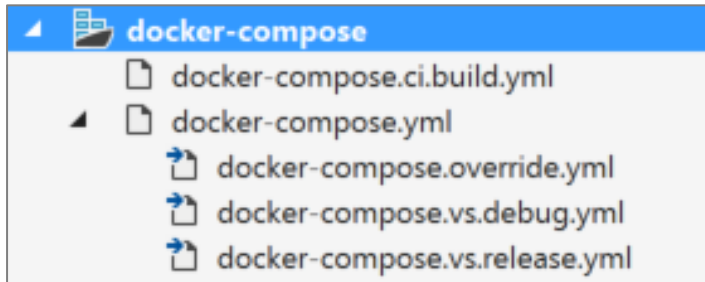 docker-compose
docker-compose.ci.build.yml
docker-compose.yml
docker-compose.override.yml
docker-compose.vs.debug.yml
docker-compose.vs.release.yml